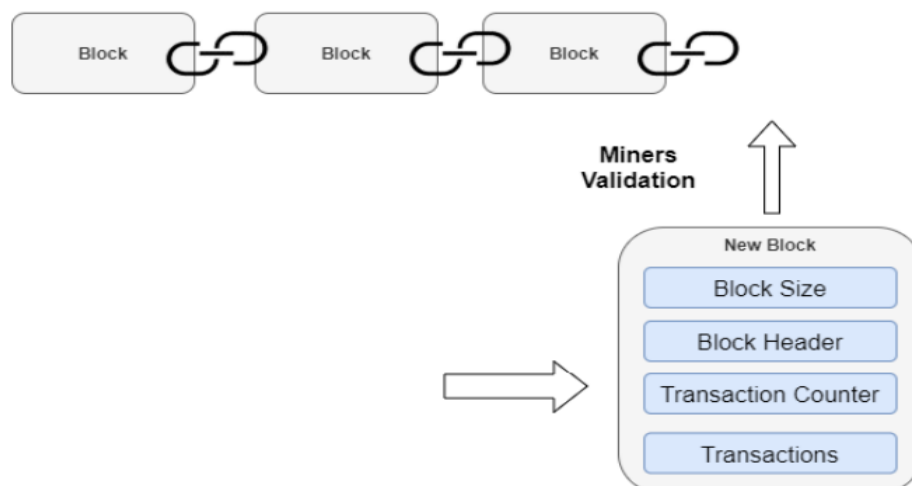 Block
Block
Block
Miners
Validation
New Block
Block Size
Block Header
Transaction Counter
Transactions